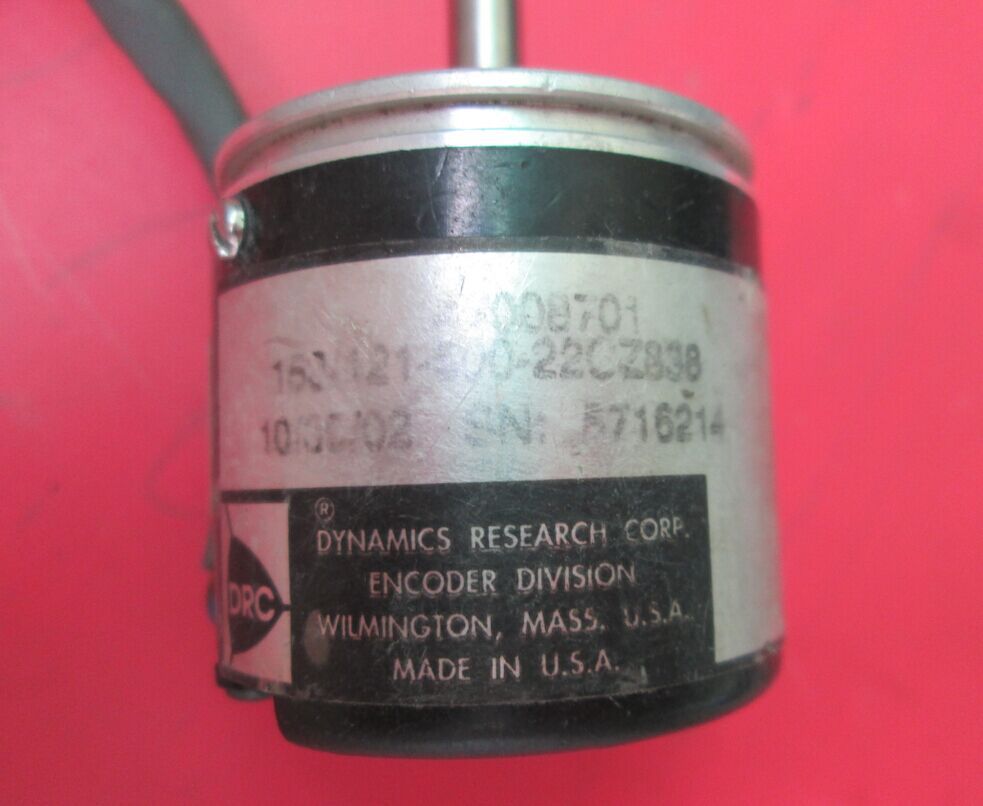 SN: 5716214
®
DYNAMICS RESEARCH CORP.
ENCODER DIVISION
DRC
WILMINGTON, MASS. U.S.A.
MADE IN U.S.A.